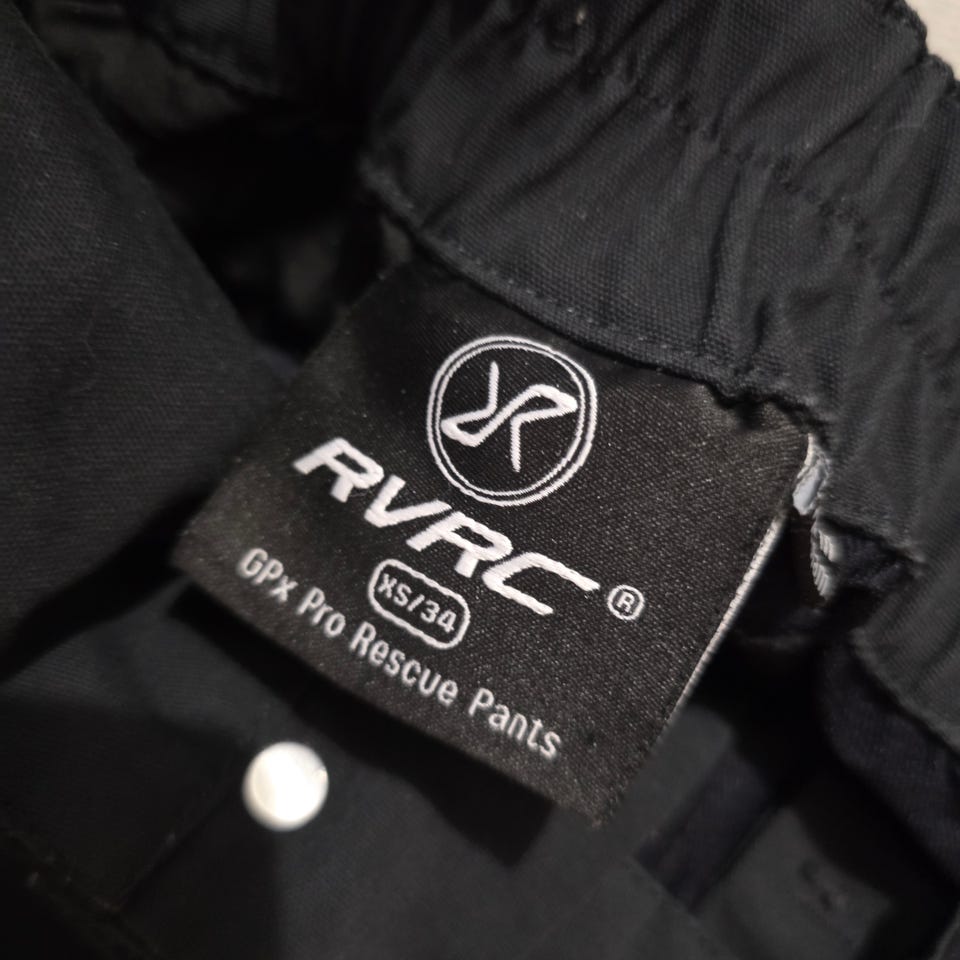 RVRC®
XS/34
GPx Pro Rescue Pants